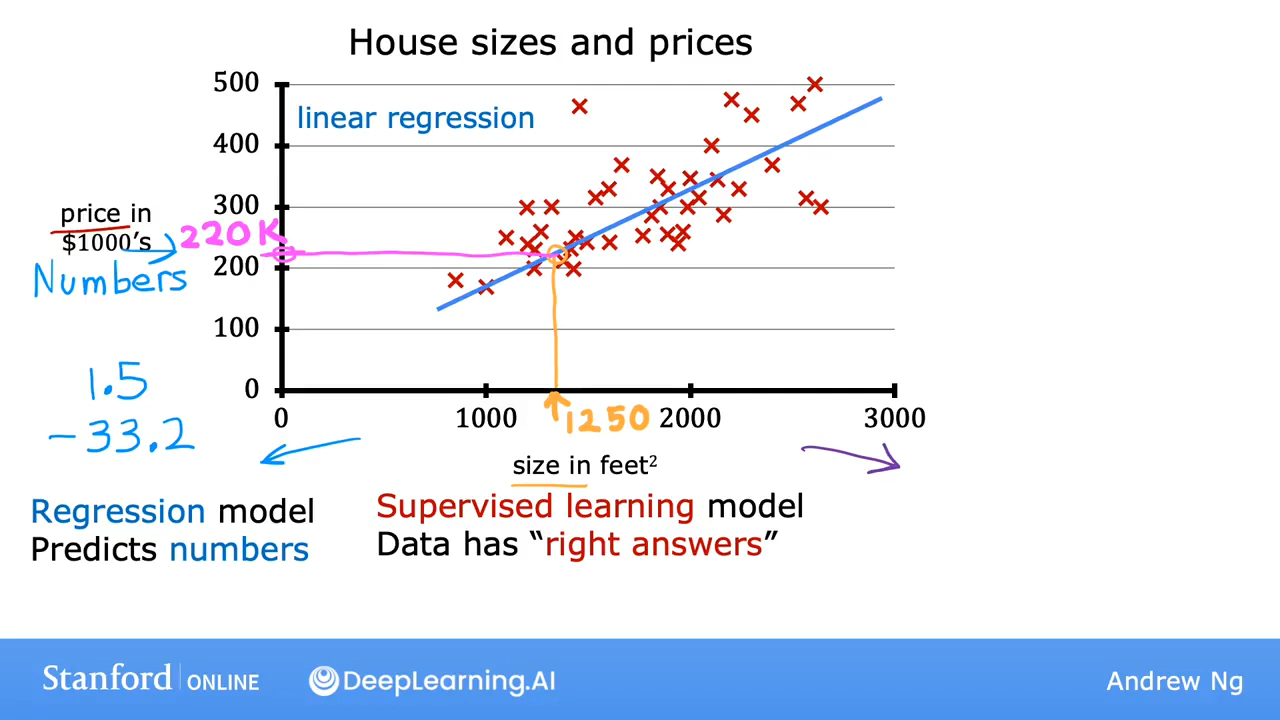 House sizes and prices
500
linear regression
400
300
price in
$1000's
220K
200
Numbers
100
1.5
0
-33.2
0 1000 2000 3000
1250
size in feet²
Regression model
Predicts numbers
Supervised learning model
Data has “right answers”
Stanford ONLINE
DeepLearning.AI
Andrew Ng